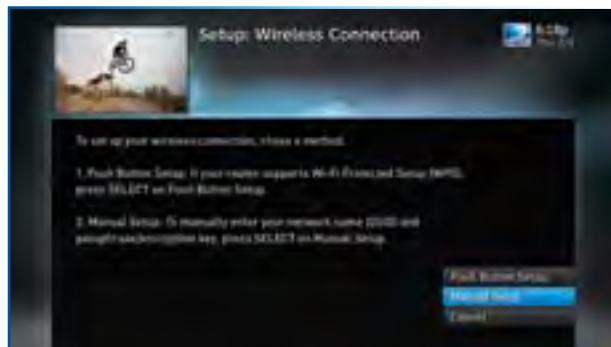 Setup: Wireless Connection
To set up your wireless connection, chose a method.
1. Push Button Setup: If your router supports Wi-Fi Protected Setup (WPS),
press SELECT on Push Button Setup.
2. Manual Setup: To manually enter your network name (SSID) and
key, press SELECT on Manual Setup.
Push Button Setup
Manual Setup
Cancel